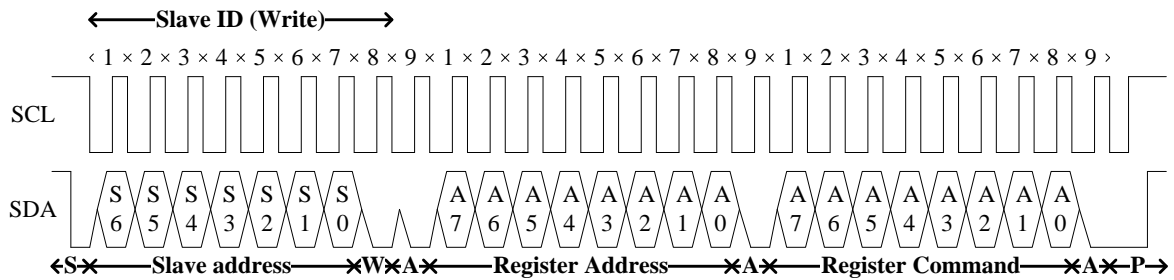 Slave ID (Write)
‹ 1 × 2 × 3 × 4 × 5 × 6 × 7 × 8 × 9 × 1 × 2 × 3 × 4 × 5 × 6 × 7 × 8 × 9 × 1 × 2 × 3 × 4 × 5 × 6 × 7 × 8 × 9 ›
SCL
SDA
S S S S S S S A A A A A A A A A A A A A A A A
6 5 4 3 2 1 0 7 6 5 4 3 2 1 0 7 6 5 4 3 2 1 0
S Slave address W A Register Address A Register Command A P